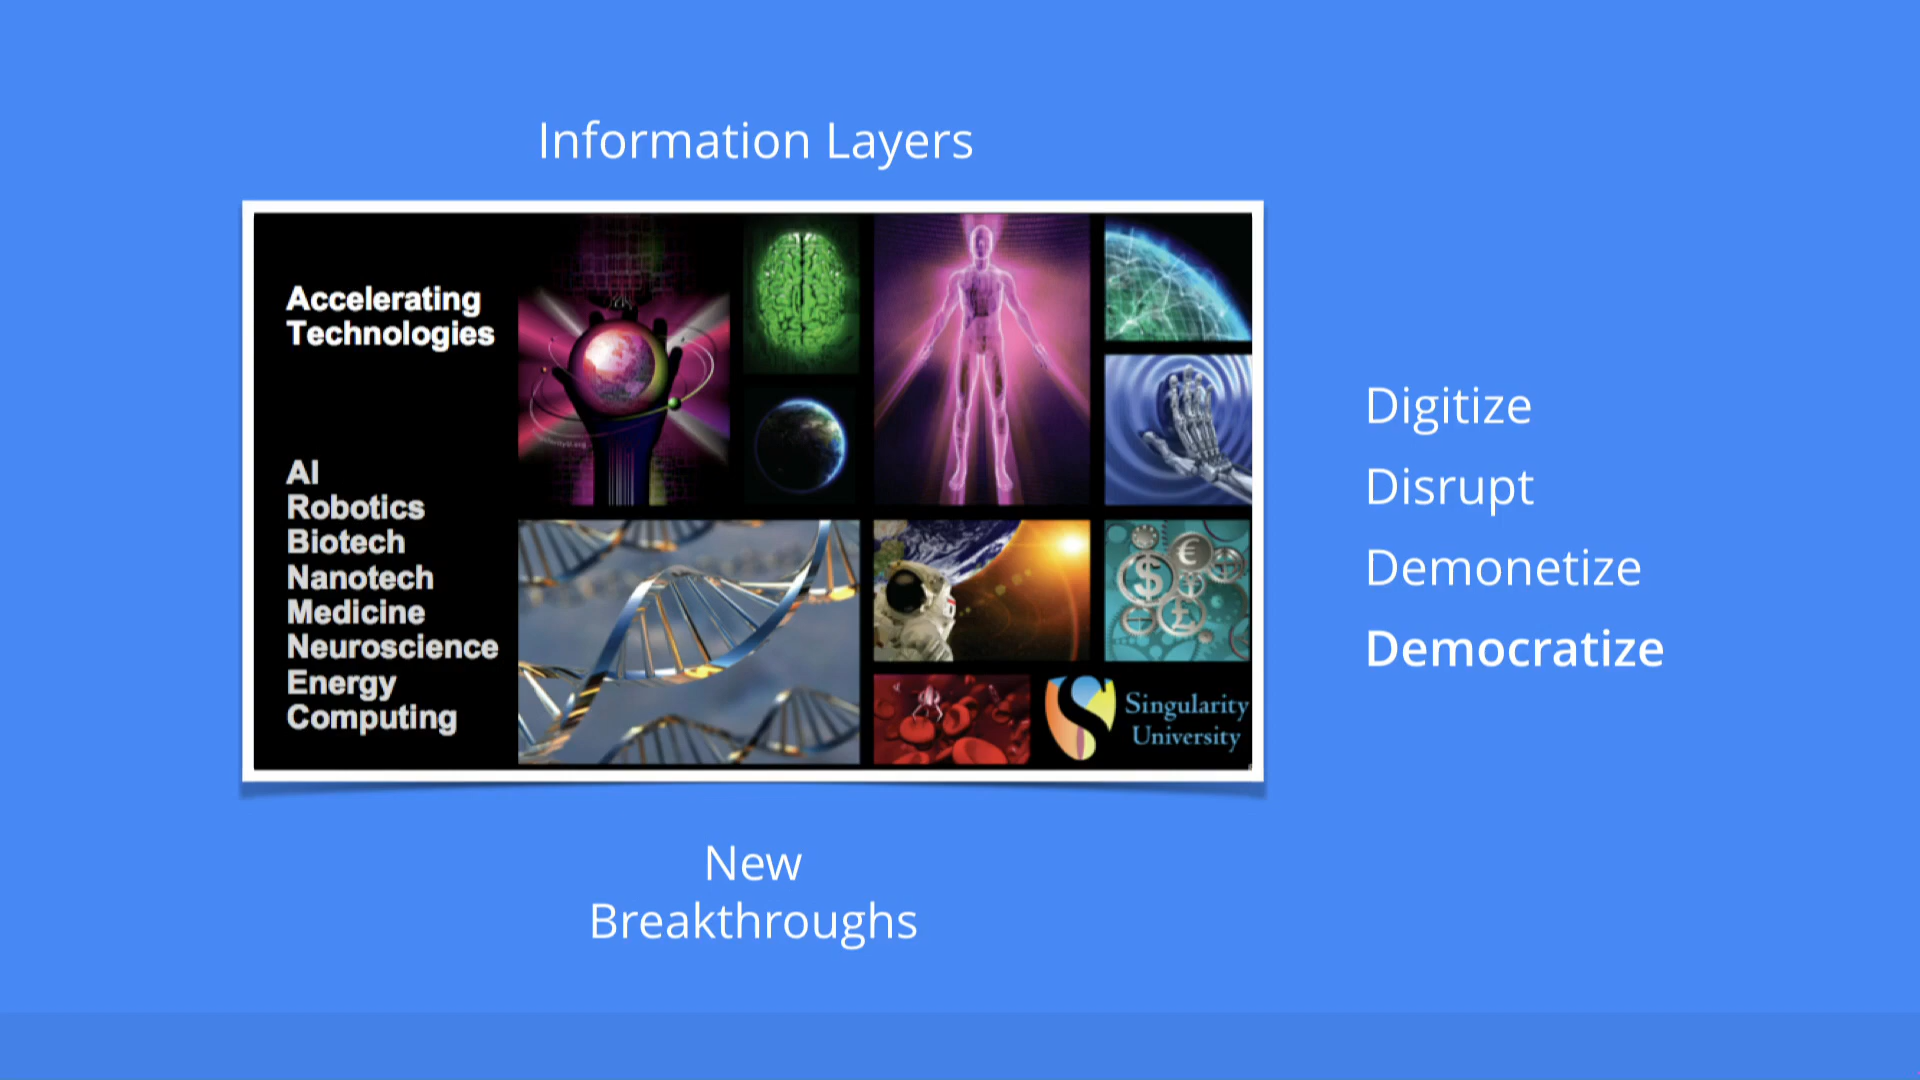 Information Layers
Accelerating
Technologies
AI
Robotics
Biotech
Nanotech
Medicine
Neuroscience
Energy
Computing
$
€
£
Singularity
University
Digitize
Disrupt
Demonetize
Democratize
New
Breakthroughs